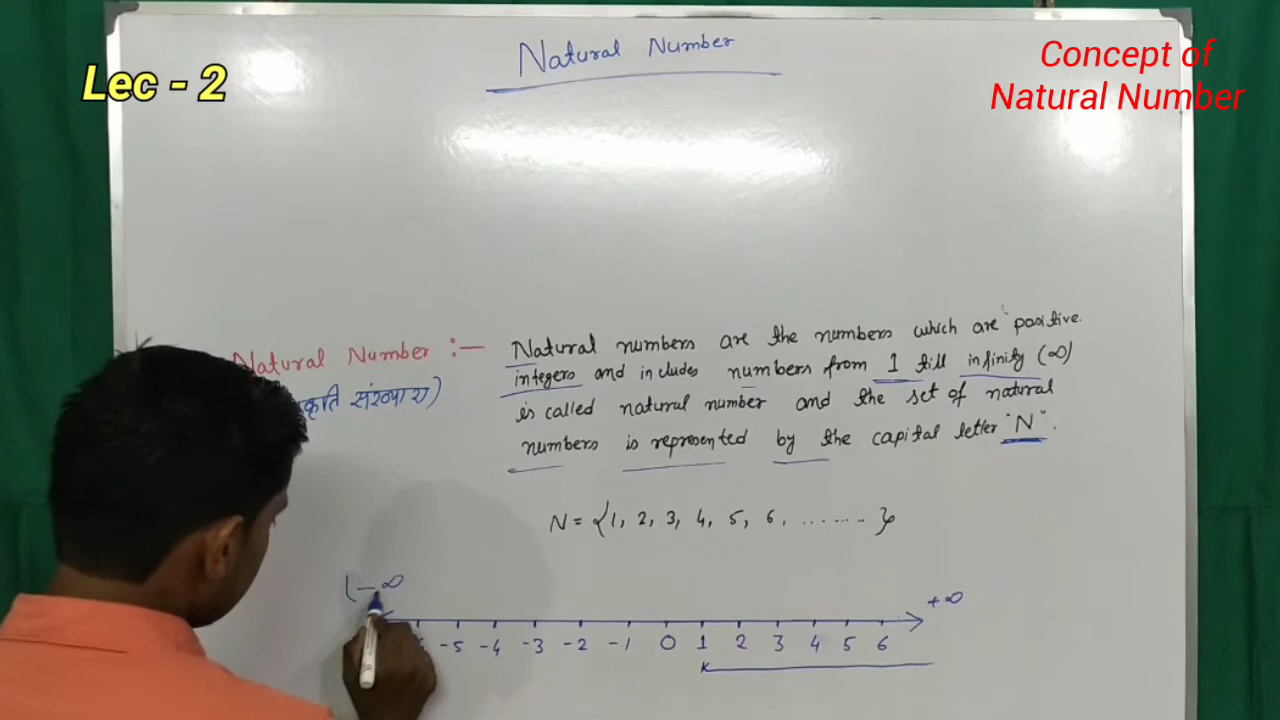 Lec - 2
Concept of
Natural Number
Natural Number
Natural Number :— Natural numbers are the numbers which are positive
integers and includes numbers from 1 till infinity (∞)
संख्याए)
is called natural number and the set of natural
numbers is represented by the capital letter "N".
N = {1, 2, 3, 4, 5, 6, ........ }
(-∞
+∞
-5 -4 -3 -2 -1 0 1 2 3 4 5 6